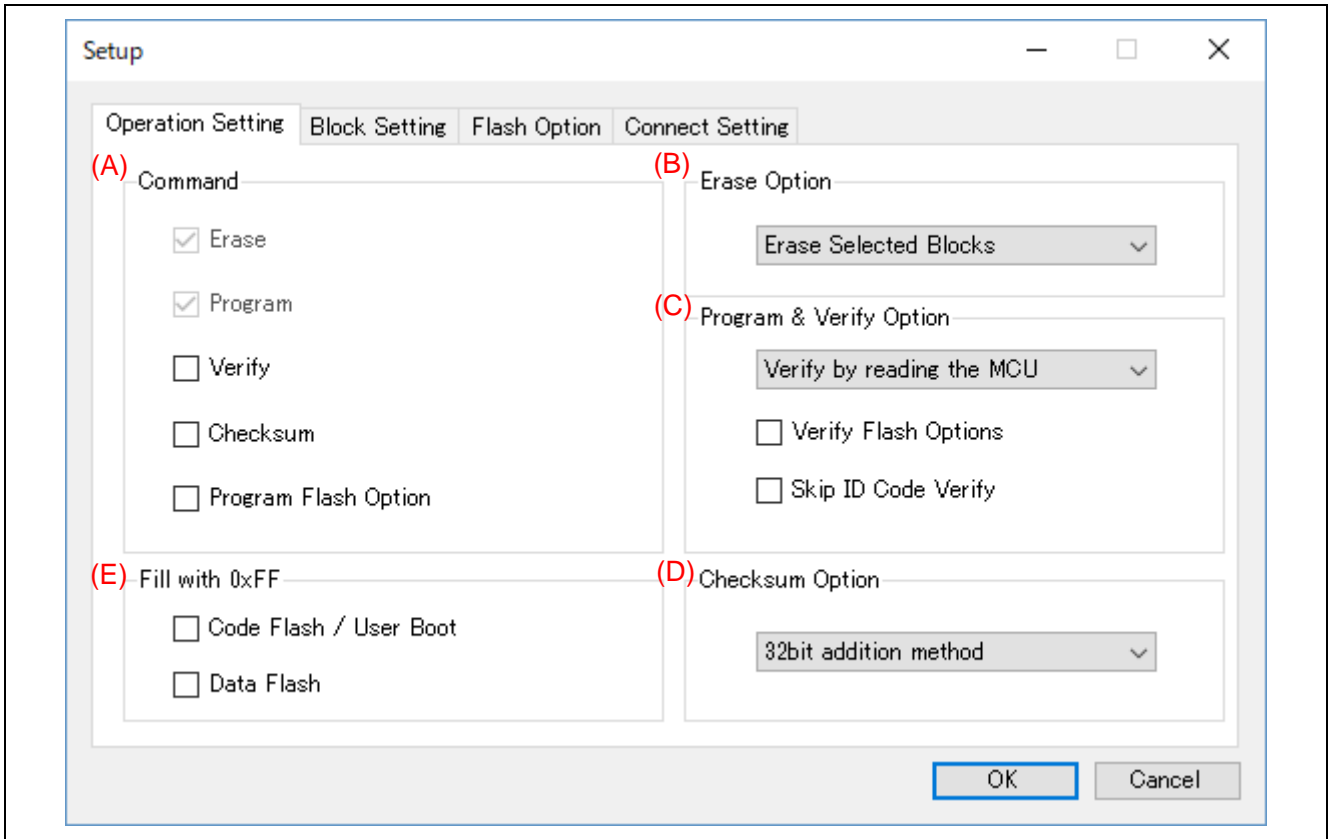 Setup
Operation Setting Block Setting Flash Option Connect Setting
(A) Command
Erase
Program
Verify
Checksum
Program Flash Option
(B) Erase Option
Erase Selected Blocks
(C) Program & Verify Option
Verify by reading the MCU
Verify Flash Options
Skip ID Code Verify
(E) Fill with 0xFF
Code Flash / User Boot
Data Flash
(D) Checksum Option
32bit addition method
OK Cancel